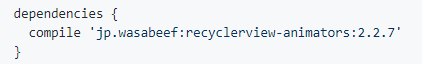 dependencies {
  compile 'jp.wasabeef:recyclerview-animators:2.2.7'
}